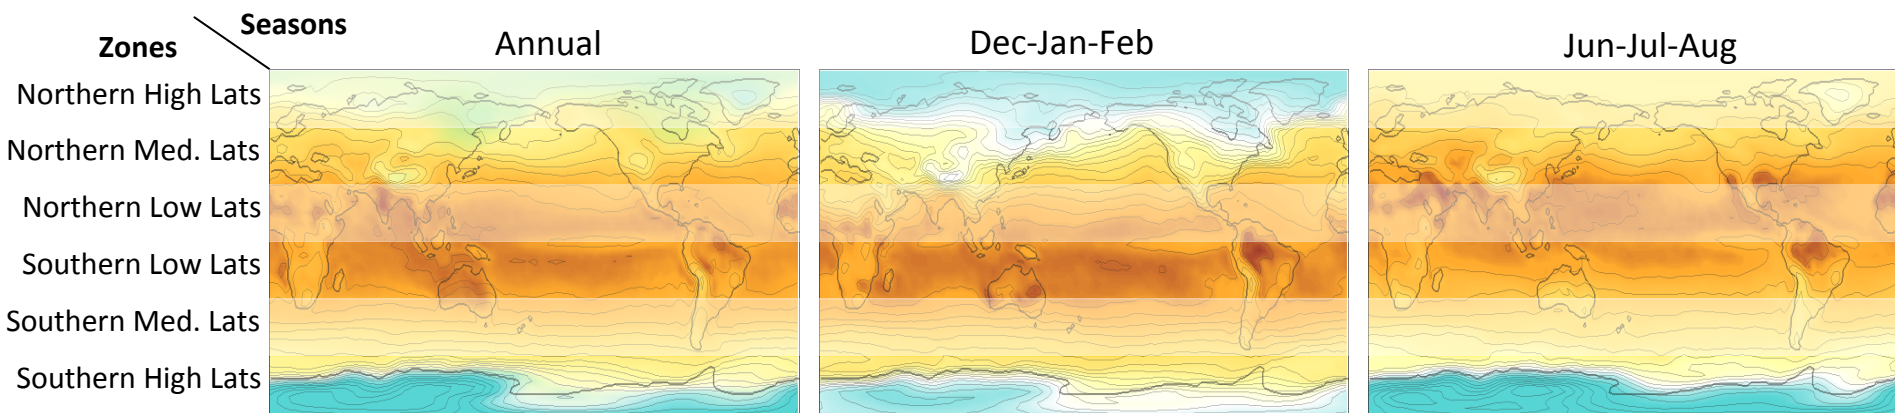 Seasons
Zones
Annual
Dec-Jan-Feb
Jun-Jul-Aug
Northern High Lats
Northern Med. Lats
Northern Low Lats
Southern Low Lats
Southern Med. Lats
Southern High Lats